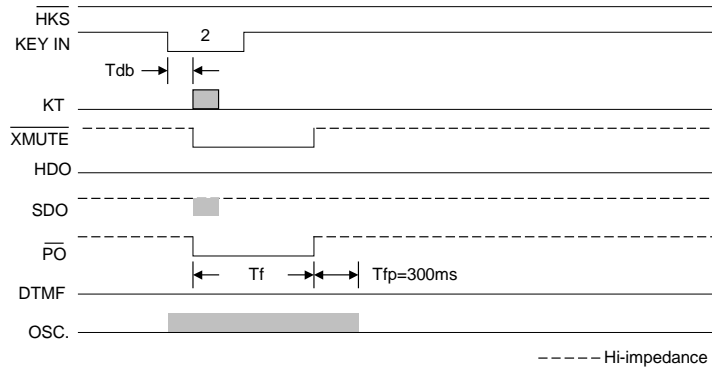 HKS
KEY IN
2
Tdb
KT
XMUTE
HDO
SDO
PO
Tf
Tfp=300ms
DTMF
OSC.
Hi-impedance